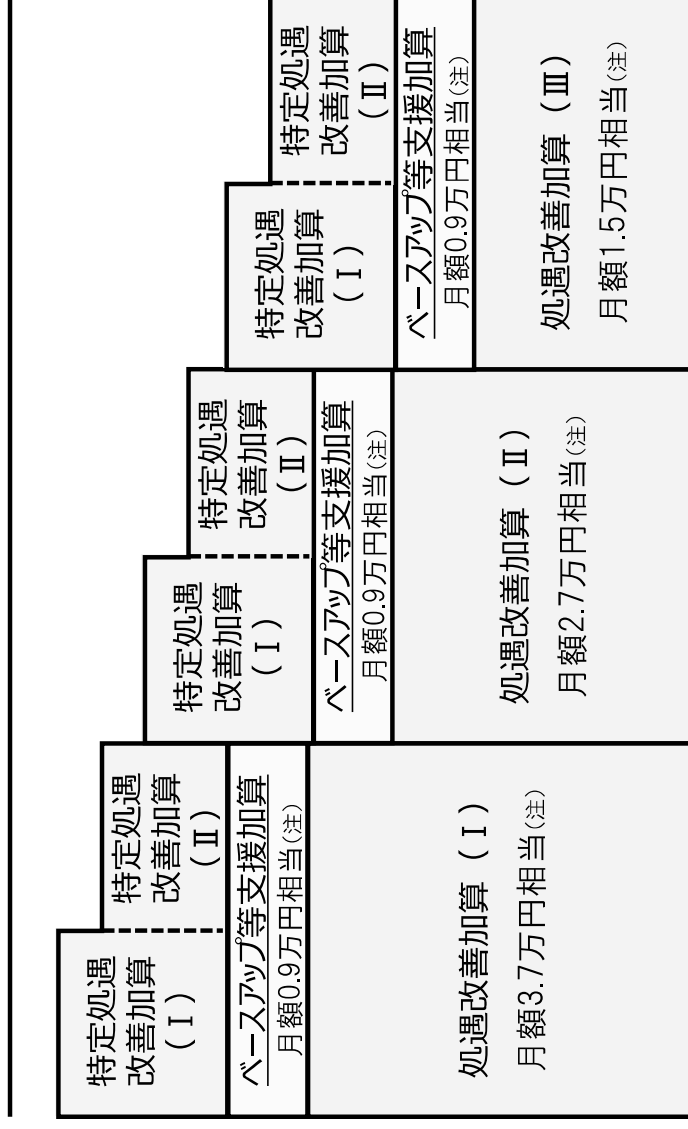 特定処遇
改善加算
（Ⅰ）
特定処遇
改善加算
（Ⅱ）
ベースアップ等支援加算
月額0.9万円相当(注)
処遇改善加算（Ⅰ）
月額3.7万円相当(注)
特定処遇
改善加算
（Ⅰ）
特定処遇
改善加算
（Ⅱ）
ベースアップ等支援加算
月額0.9万円相当(注)
処遇改善加算（Ⅱ）
月額2.7万円相当(注)
特定処遇
改善加算
（Ⅰ）
特定処遇
改善加算
（Ⅱ）
ベースアップ等支援加算
月額0.9万円相当(注)
処遇改善加算（Ⅲ）
月額1.5万円相当(注)